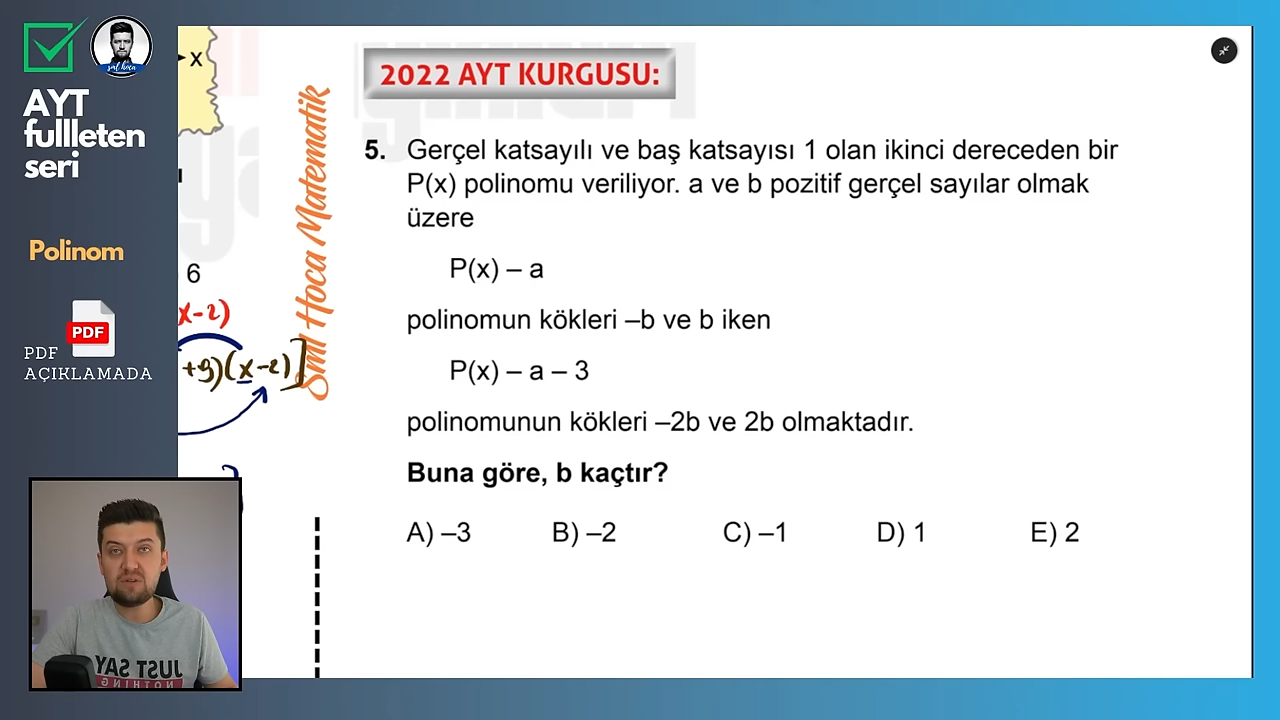 AYT
fullleten
seri
Polinom
PDF
PDF
AÇIKLAMADA
x
6
x-2)
+9)(x-2)]
Sml Hoca Matematik
2022 AYT KURGUSU:
5. Gerçel katsayılı ve baş katsayısı 1 olan ikinci dereceden bir
P(x) polinomu veriliyor. a ve b pozitif gerçel sayılar olmak
üzere
P(x) – a
polinomun kökleri –b ve b iken
P(x) – a – 3
polinomunun kökleri –2b ve 2b olmaktadır.
Buna göre, b kaçtır?
A) –3 B) –2 C) –1 D) 1 E) 2
JUST SAY
NOTHING